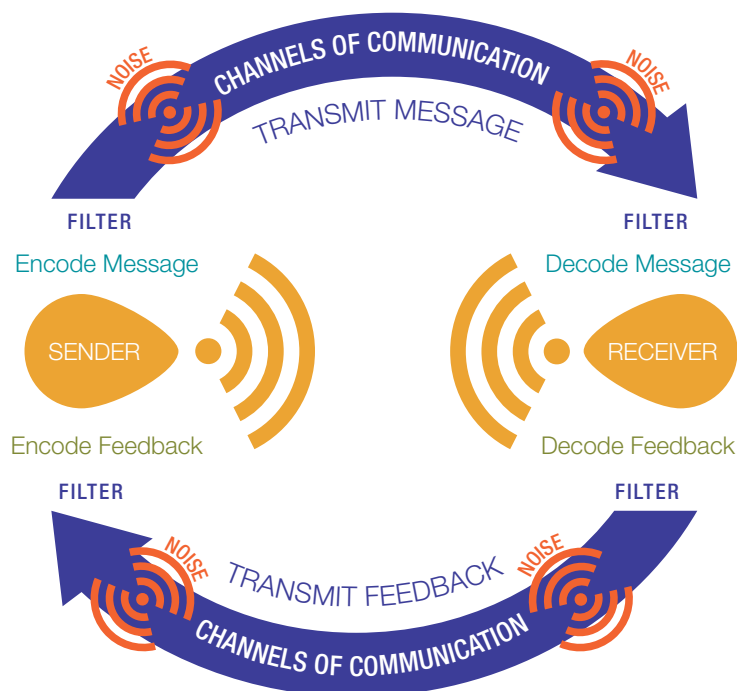 NOISE
CHANNELS OF COMMUNICATION
NOISE
TRANSMIT MESSAGE
FILTER
FILTER
Encode Message
Decode Message
SENDER
RECEIVER
Encode Feedback
Decode Feedback
FILTER
FILTER
NOISE
TRANSMIT FEEDBACK
NOISE
CHANNELS OF COMMUNICATION